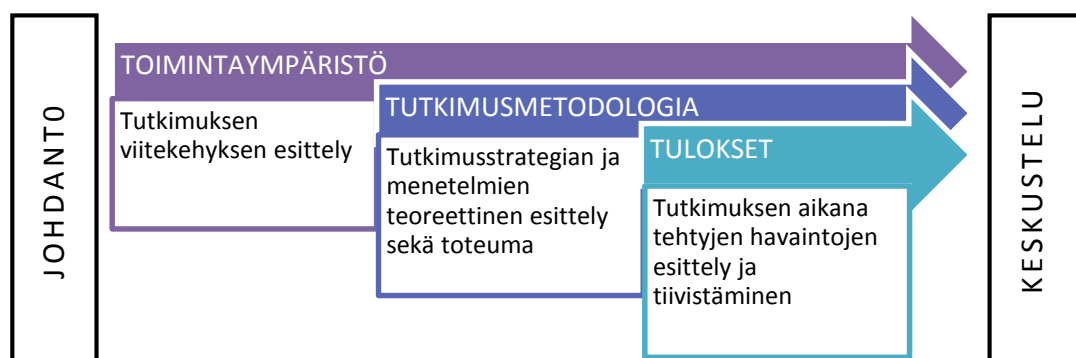 JOHDANT0
TOIMINTAYMPÄRISTÖ
Tutkimuksen
viitekehyksen esittely
TUTKIMUSMETODOLOGIA
Tutkimusstrategian ja
menetelmien
teoreettinen esittely
sekä toteuma
TULOKSET
Tutkimuksen aikana
tehtyjen havaintojen
esittely ja
tiivistäminen
KESKUSTELU